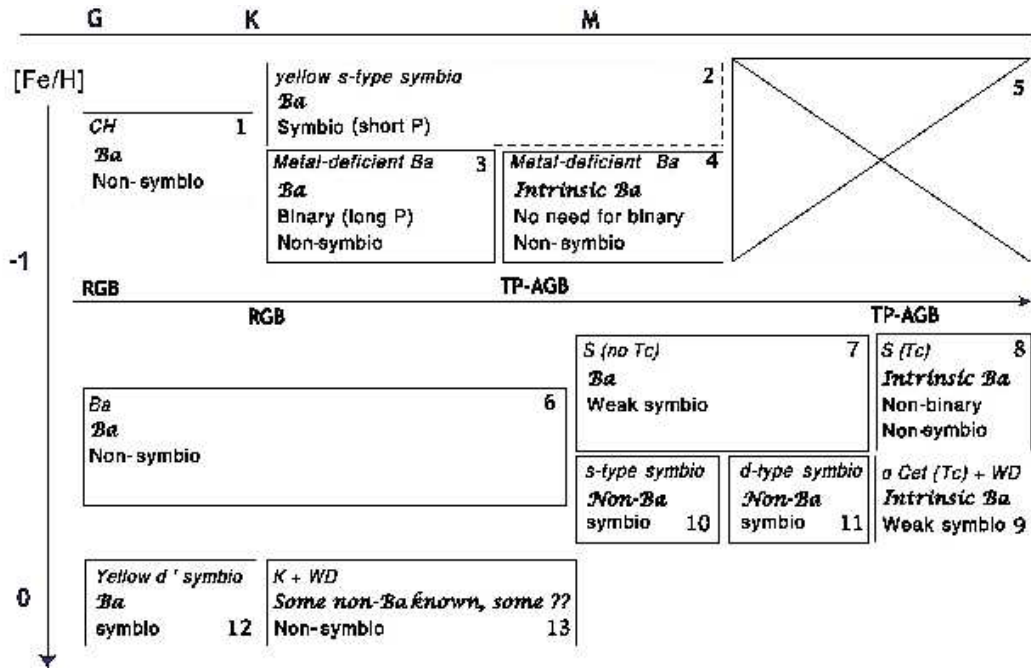 G K M
[Fe/H]
yellow s-type symbio 2
Ba
Symbio (short P)
5
CH 1
Ba
Non-symbio
Metal-deficient Ba 3
Ba
Binary (long P)
Non-symbio
Metal-deficient Ba 4
Intrinsic Ba
No need for binary
Non-symbio
-1
RGB TP-AGB
RGB TP-AGB
S (no Tc) 7
Ba
Weak symbio
S (Tc) 8
Intrinsic Ba
Non-binary
Non-symbio
Ba 6
Ba
Non-symbio
s-type symbio
Non-Ba
symbio 10
d-type symbio
Non-Ba
symbio 11
o Cet (Tc) + WD
Intrinsic Ba
Weak symbio 9
0
Yellow d ' symbio
Ba
symbio 12
K + WD
Some non-Ba known, some ??
Non-symbio 13